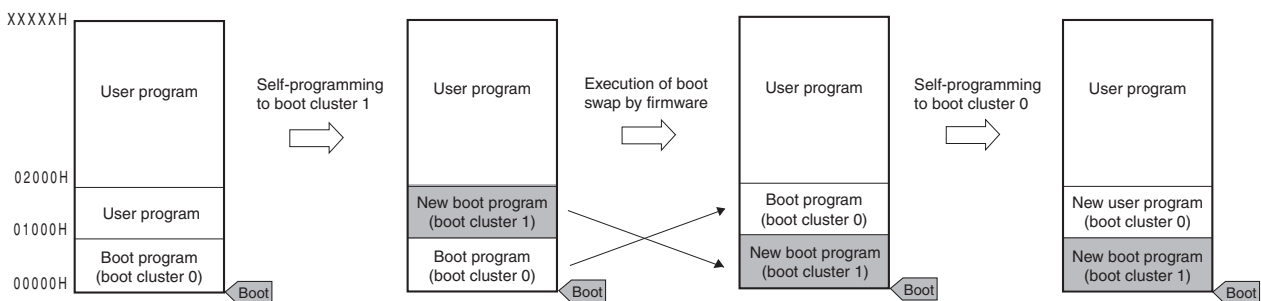 XXXXXH
User program
02000H
User program
01000H
Boot program
(boot cluster 0)
00000H
Boot
Self-programming
to boot cluster 1
User program
New boot program
(boot cluster 1)
Boot program
(boot cluster 0)
Boot
Execution of boot
swap by firmware
User program
Boot program
(boot cluster 0)
New boot program
(boot cluster 1)
Boot
Self-programming
to boot cluster 0
User program
New user program
(boot cluster 0)
New boot program
(boot cluster 1)
Boot